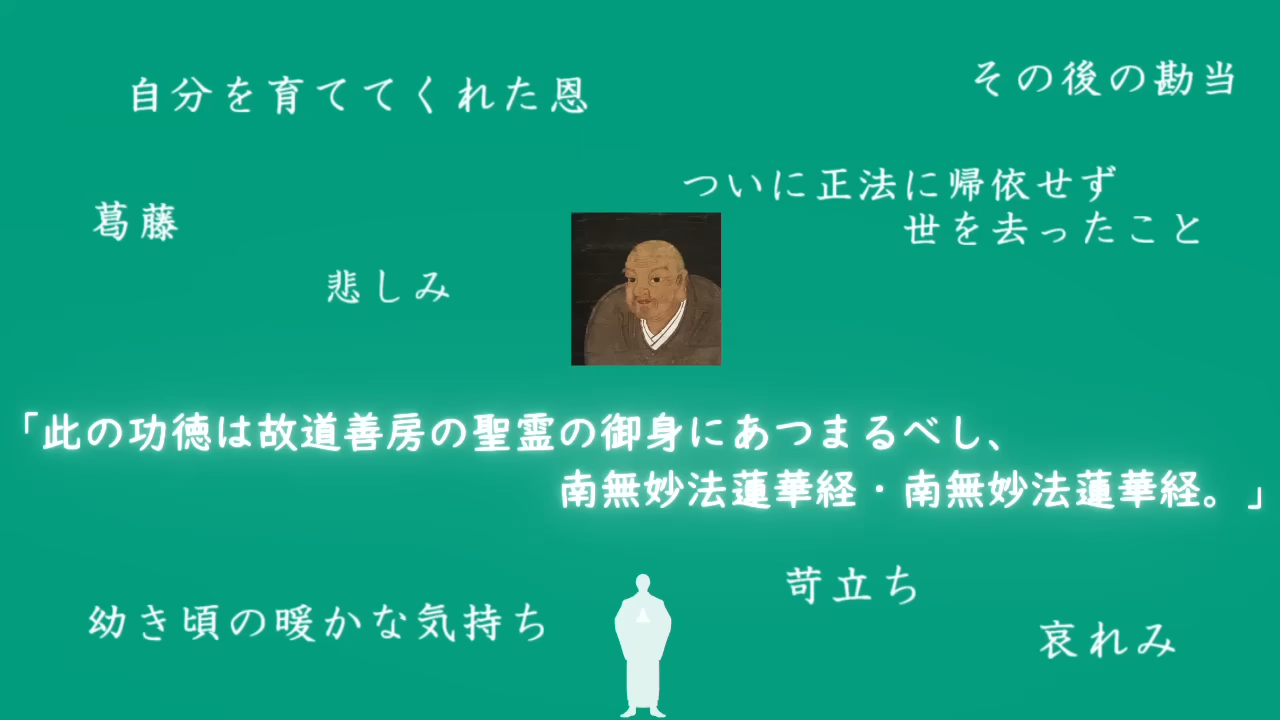 自分を育ててくれた恩
その後の勘当
ついに正法に帰依せず
世を去ったこと
葛藤
悲しみ
「此の功徳は故道善房の聖霊の御身にあつまるべし、
南無妙法蓮華経・南無妙法蓮華経。」
苛立ち
幼き頃の暖かな気持ち
哀れみ